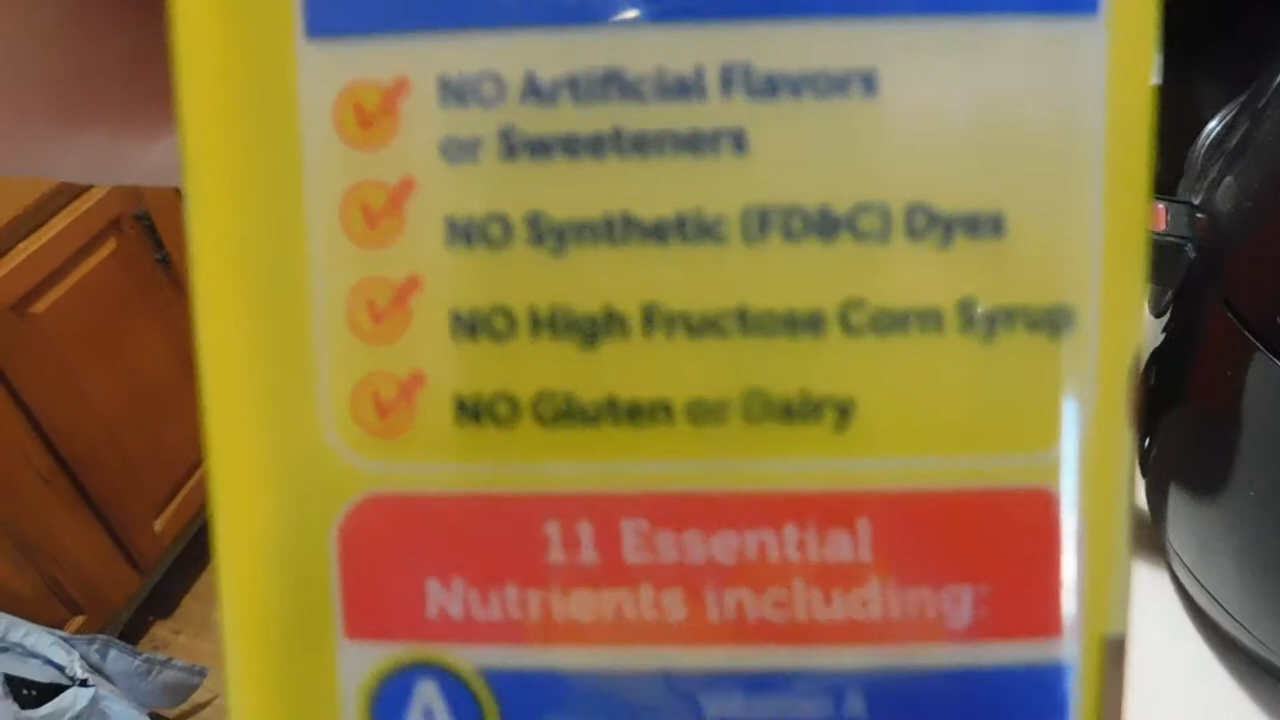 NO Artificial Flavors
or Sweeteners
NO Synthetic (FD&C) Dyes
NO High Fructose Corn Syrup
NO Gluten or Dairy
11 Essential
Nutrients including:
A
Vitamin A